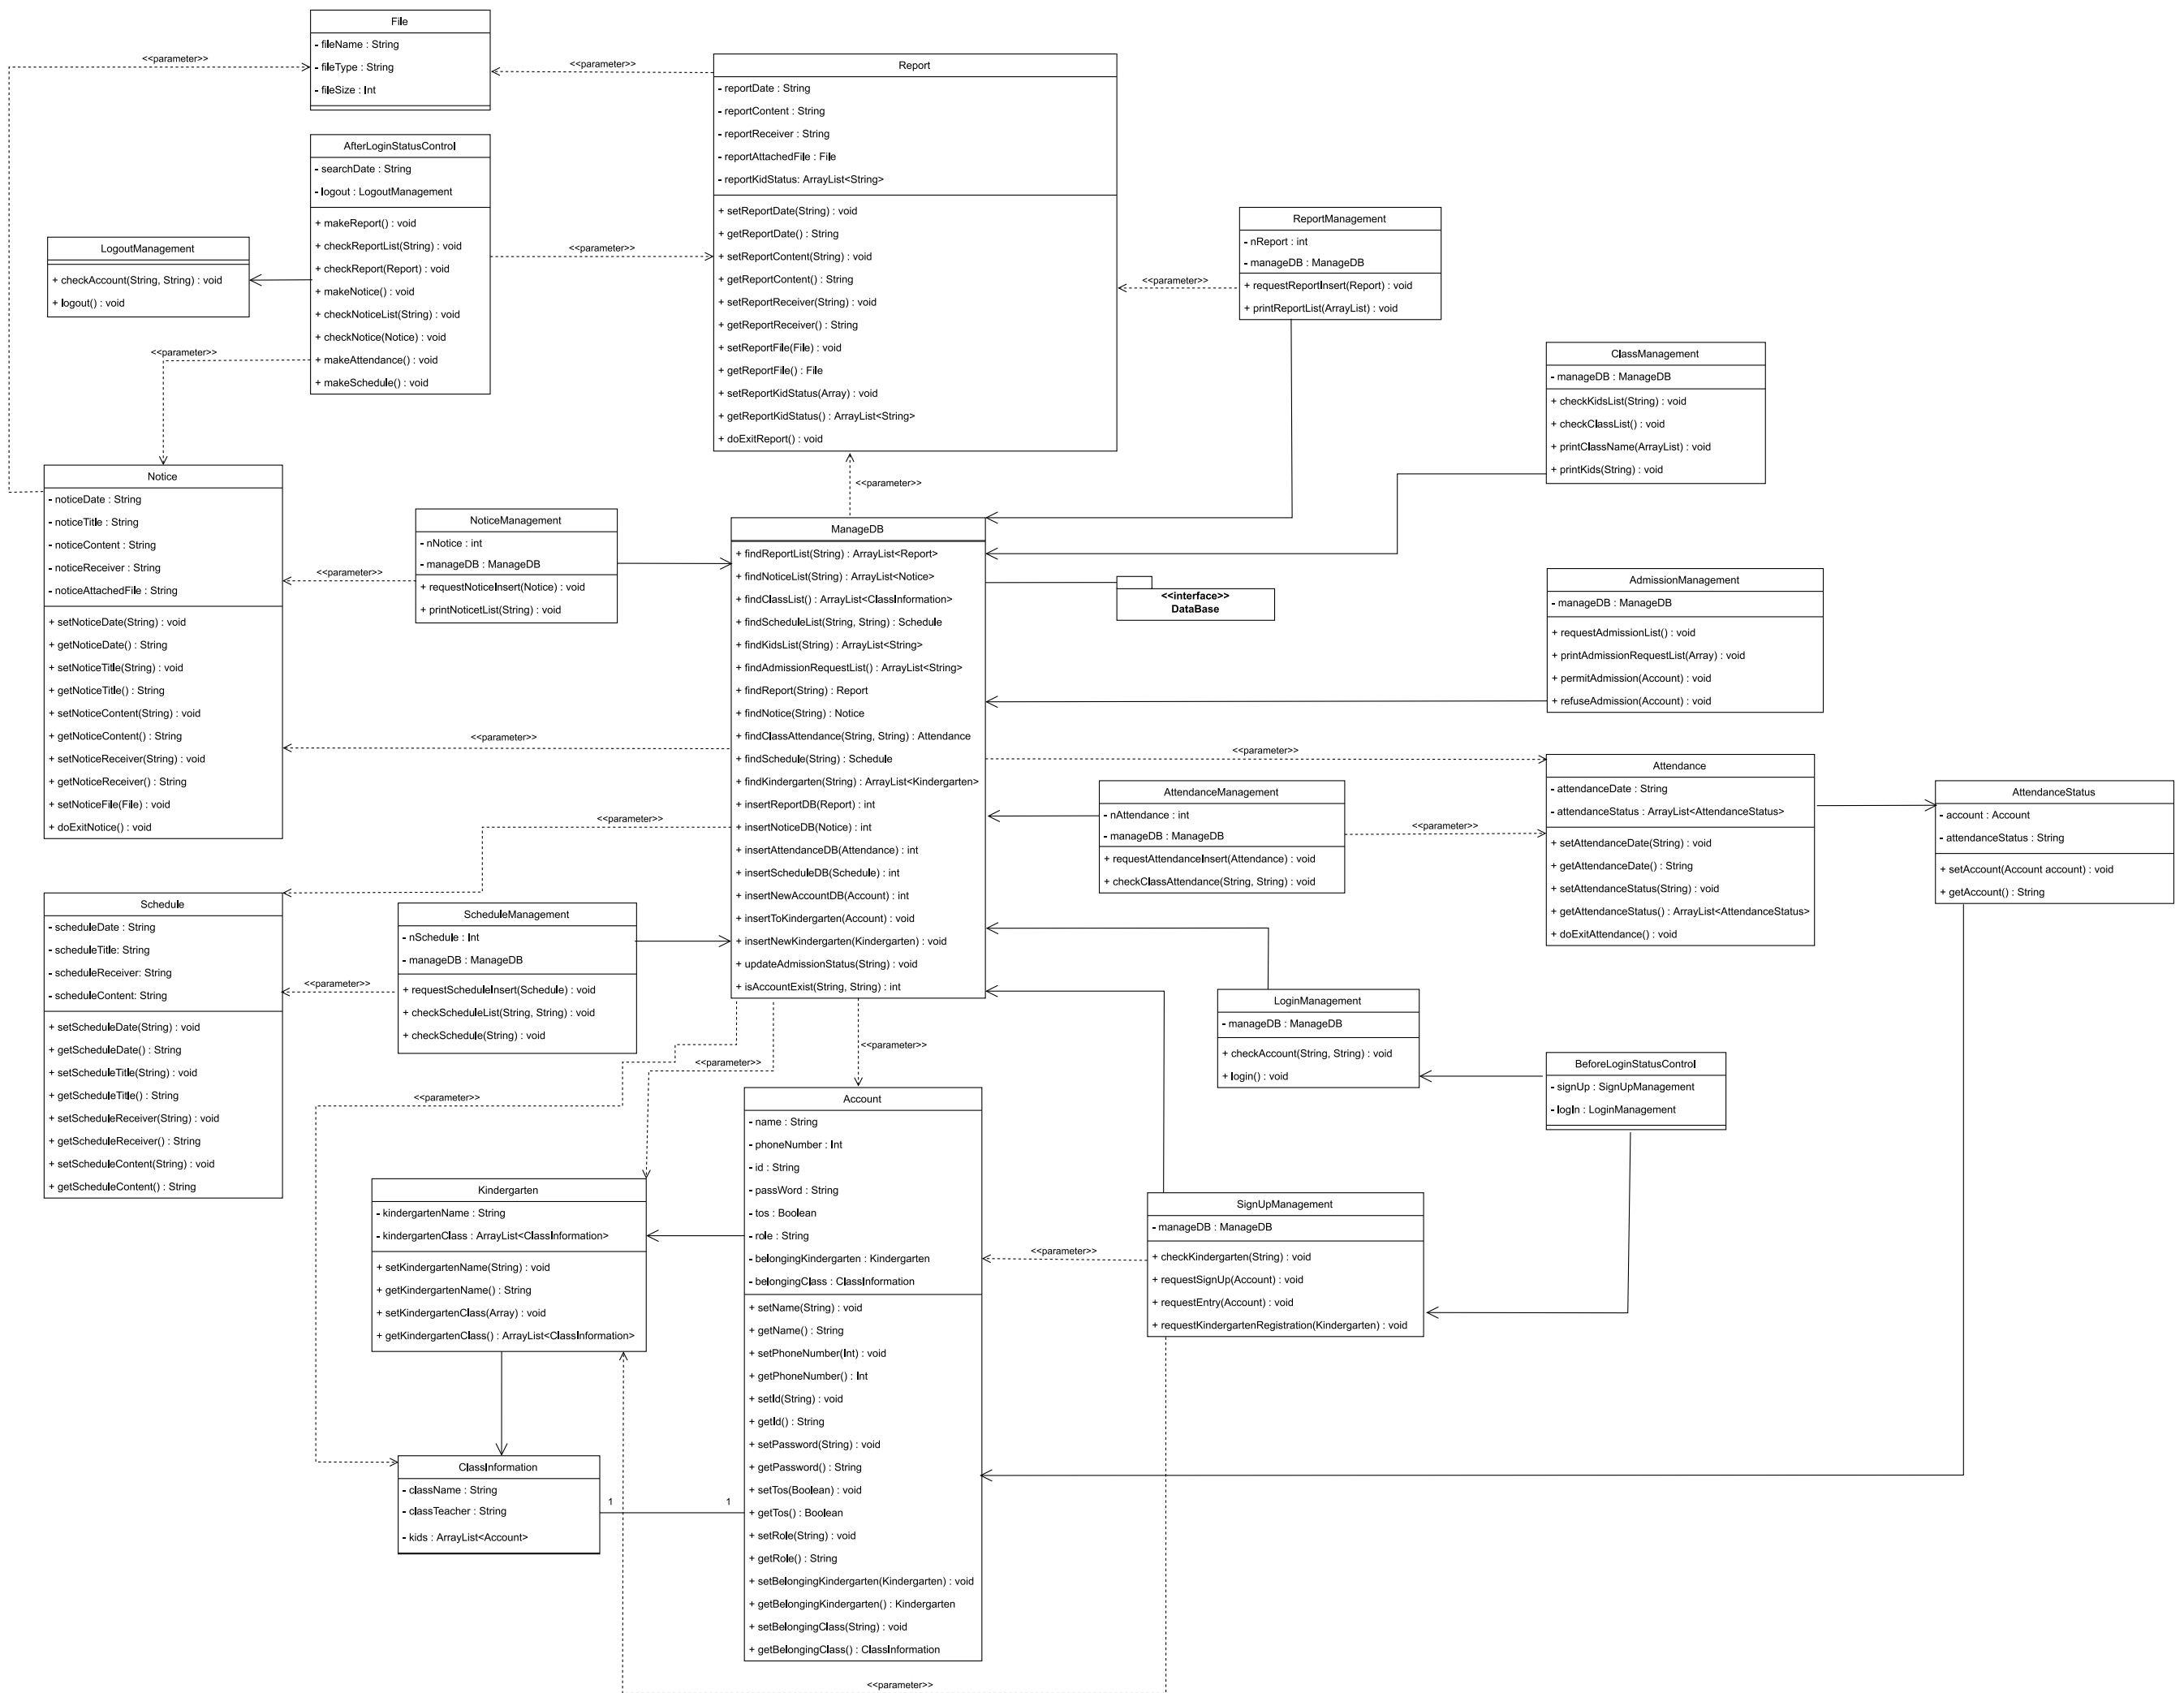 File
- fileName : String
- fileType : String
- fileSize : Int
<<parameter>>
<<parameter>>
Report
- reportDate : String
- reportContent : String
- reportReceiver : String
- reportAttachedFile : File
- reportKidStatus: ArrayList<String>
+ setReportDate(String) : void
+ getReportDate() : String
+ setReportContent(String) : void
+ getReportContent() : String
+ setReportReceiver(String) : void
+ getReportReceiver() : String
+ setReportFile(File) : void
+ getReportFile() : File
+ setReportKidStatus(Array) : void
+ getReportKidStatus() : ArrayList<String>
+ doExitReport() : void
AfterLoginStatusControl
- searchDate : String
- logout : LogoutManagement
+ makeReport() : void
+ checkReportList(String) : void
+ checkReport(Report) : void
+ makeNotice() : void
+ checkNoticeList(String) : void
+ checkNotice(Notice) : void
+ makeAttendance() : void
+ makeSchedule() : void
<<parameter>>
LogoutManagement
+ checkAccount(String, String) : void
+ logout() : void
<<parameter>>
ReportManagement
- nReport : int
- manageDB : ManageDB
+ requestReportInsert(Report) : void
+ printReportList(ArrayList) : void
<<parameter>>
ClassManagement
- manageDB : ManageDB
+ checkKidsList(String) : void
+ checkClassList() : void
+ printClassName(ArrayList) : void
+ printKids(String) : void
<<parameter>>
Notice
- noticeDate : String
- noticeTitle : String
- noticeContent : String
- noticeReceiver : String
- noticeAttachedFile : String
+ setNoticeDate(String) : void
+ getNoticeDate() : String
+ setNoticeTitle(String) : void
+ getNoticeTitle() : String
+ setNoticeContent(String) : void
+ getNoticeContent() : String
+ setNoticeReceiver(String) : void
+ getNoticeReceiver() : String
+ setNoticeFile(File) : void
+ doExitNotice() : void
<<parameter>>
NoticeManagement
- nNotice : int
- manageDB : ManageDB
+ requestNoticeInsert(Notice) : void
+ printNoticetList(String) : void
ManageDB
+ findReportList(String) : ArrayList<Report>
+ findNoticeList(String) : ArrayList<Notice>
+ findClassList() : ArrayList<ClassInformation>
+ findScheduleList(String, String) : Schedule
+ findKidsList(String) : ArrayList<String>
+ findAdmissionRequestList() : ArrayList<String>
+ findReport(String) : Report
+ findNotice(String) : Notice
+ findClassAttendance(String, String) : Attendance
+ findSchedule(String) : Schedule
+ findKindergarten(String) : ArrayList<Kindergarten>
+ insertReportDB(Report) : int
+ insertNoticeDB(Notice) : int
+ insertAttendanceDB(Attendance) : int
+ insertScheduleDB(Schedule) : int
+ insertNewAccountDB(Account) : int
+ insertToKindergarten(Account) : void
+ insertNewKindergarten(Kindergarten) : void
+ updateAdmissionStatus(String) : void
+ isAccountExist(String, String) : int
<<interface>>
DataBase
AdmissionManagement
- manageDB : ManageDB
+ requestAdmissionList() : void
+ printAdmissionRequestList(Array) : void
+ permitAdmission(Account) : void
+ refuseAdmission(Account) : void
<<parameter>>
<<parameter>>
Attendance
- attendanceDate : String
- attendanceStatus : ArrayList<AttendanceStatus>
+ setAttendanceDate(String) : void
+ getAttendanceDate() : String
+ setAttendanceStatus(String) : void
+ getAttendanceStatus() : ArrayList<AttendanceStatus>
+ doExitAttendance() : void
AttendanceStatus
- account : Account
- attendanceStatus : String
+ setAccount(Account account) : void
+ getAccount() : String
AttendanceManagement
- nAttendance : int
- manageDB : ManageDB
+ requestAttendanceInsert(Attendance) : void
+ checkClassAttendance(String, String) : void
<<parameter>>
<<parameter>>
Schedule
- scheduleDate : String
- scheduleTitle: String
- scheduleReceiver: String
- scheduleContent: String
+ setScheduleDate(String) : void
+ getScheduleDate() : String
+ setScheduleTitle(String) : void
+ getScheduleTitle() : String
+ setScheduleReceiver(String) : void
+ getScheduleReceiver() : String
+ setScheduleContent(String) : void
+ getScheduleContent() : String
<<parameter>>
ScheduleManagement
- nSchedule : Int
- manageDB : ManageDB
+ requestScheduleInsert(Schedule) : void
+ checkScheduleList(String, String) : void
+ checkSchedule(String) : void
LoginManagement
- manageDB : ManageDB
+ checkAccount(String, String) : void
+ login() : void
BeforeLoginStatusControl
- signUp : SignUpManagement
- logIn : LoginManagement
<<parameter>>
<<parameter>>
<<parameter>>
Account
- name : String
- phoneNumber : Int
- id : String
- passWord : String
- tos : Boolean
- role : String
- belongingKindergarten : Kindergarten
- belongingClass : ClassInformation
+ setName(String) : void
+ getName() : String
+ setPhoneNumber(Int) : void
+ getPhoneNumber() : Int
+ setId(String) : void
+ getId() : String
+ setPassword(String) : void
+ getPassword() : String
+ setTos(Boolean) : void
+ getTos() : Boolean
+ setRole(String) : void
+ getRole() : String
+ setBelongingKindergarten(Kindergarten) : void
+ getBelongingKindergarten() : Kindergarten
+ setBelongingClass(String) : void
+ getBelongingClass() : ClassInformation
Kindergarten
- kindergartenName : String
- kindergartenClass : ArrayList<ClassInformation>
+ setKindergartenName(String) : void
+ getKindergartenName() : String
+ setKindergartenClass(Array) : void
+ getKindergartenClass() : ArrayList<ClassInformation>
<<parameter>>
SignUpManagement
- manageDB : ManageDB
+ checkKindergarten(String) : void
+ requestSignUp(Account) : void
+ requestEntry(Account) : void
+ requestKindergartenRegistration(Kindergarten) : void
ClassInformation
- className : String
- classTeacher : String
- kids : ArrayList<Account>
1
1
<<parameter>>